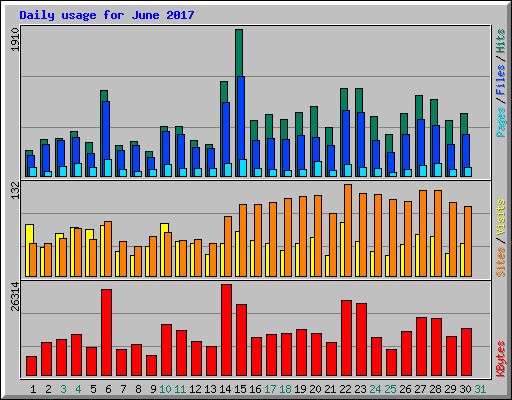 Daily usage for June 2017
1910
Pages / Files / Hits
132
Sites / Visits
26314
KBytes
1 2 3 4 5 6 7 8 9 10 11 12 13 14 15 16 17 18 19 20 21 22 23 24 25 26 27 28 29 30 31